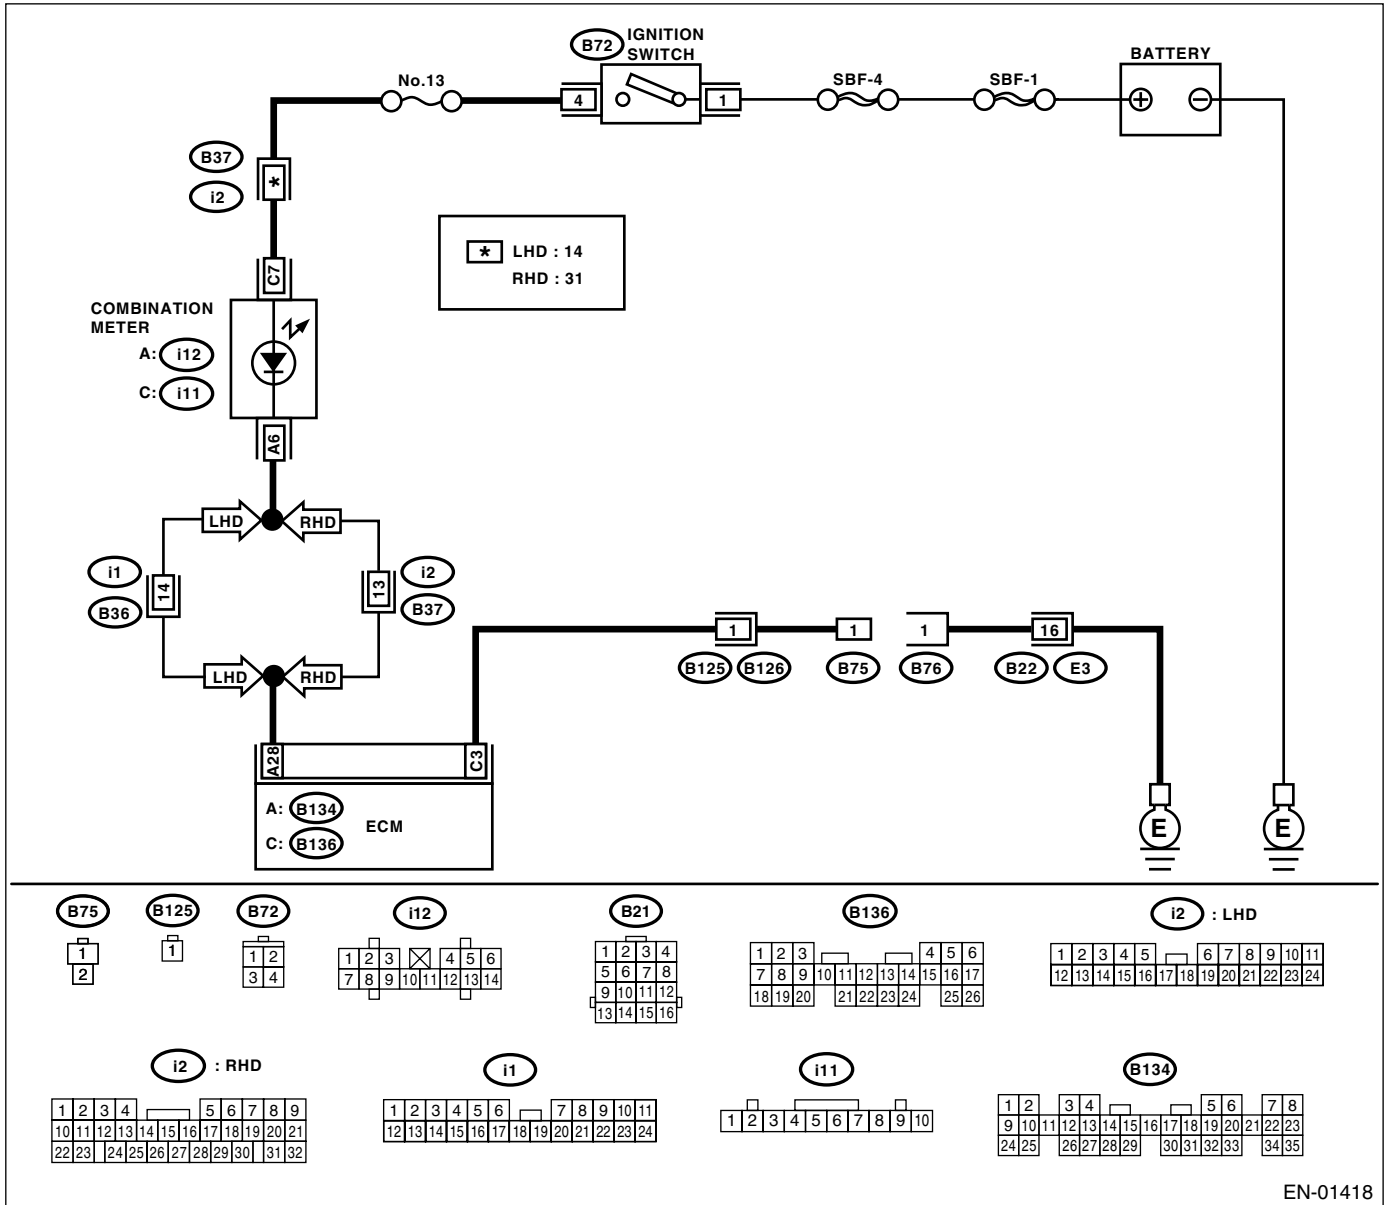 B72 IGNITION
SWITCH
BATTERY
No.13
SBF-4
SBF-1
4
1
B37
*
i2
* LHD : 14
RHD : 31
C7
COMBINATION
METER
A: i12
C: i11
A6
LHD RHD
i1 14 13 i2
B36 B37
1 1 1 16
B125 B126 B75 B76 B22 E3
LHD RHD
A28 C3
A: B134 ECM
C: B136
E E
B75 B125 B72 i12 B21 B136 i2 : LHD
1
2
1
1 2
3 4
1 2 3 4 5 6
7 8 9 10 11 12 13 14
1 2 3 4
5 6 7 8
9 10 11 12
13 14 15 16
1 2 3 4 5 6
7 8 9 10 11 12 13 14 15 16 17
18 19 20 21 22 23 24 25 26
1 2 3 4 5 6 7 8 9 10 11
12 13 14 15 16 17 18 19 20 21 22 23 24
i2 : RHD i1 i11 B134
1 2 3 4 5 6 7 8 9
10 11 12 13 14 15 16 17 18 19 20 21
22 23 24 25 26 27 28 29 30 31 32
1 2 3 4 5 6 7 8 9 10 11
12 13 14 15 16 17 18 19 20 21 22 23 24
1 2 3 4 5 6 7 8 9 10
1 2 3 4 5 6 7 8
9 10 11 12 13 14 15 16 17 18 19 20 21 22 23
24 25 26 27 28 29 30 31 32 33 34 35
EN-01418